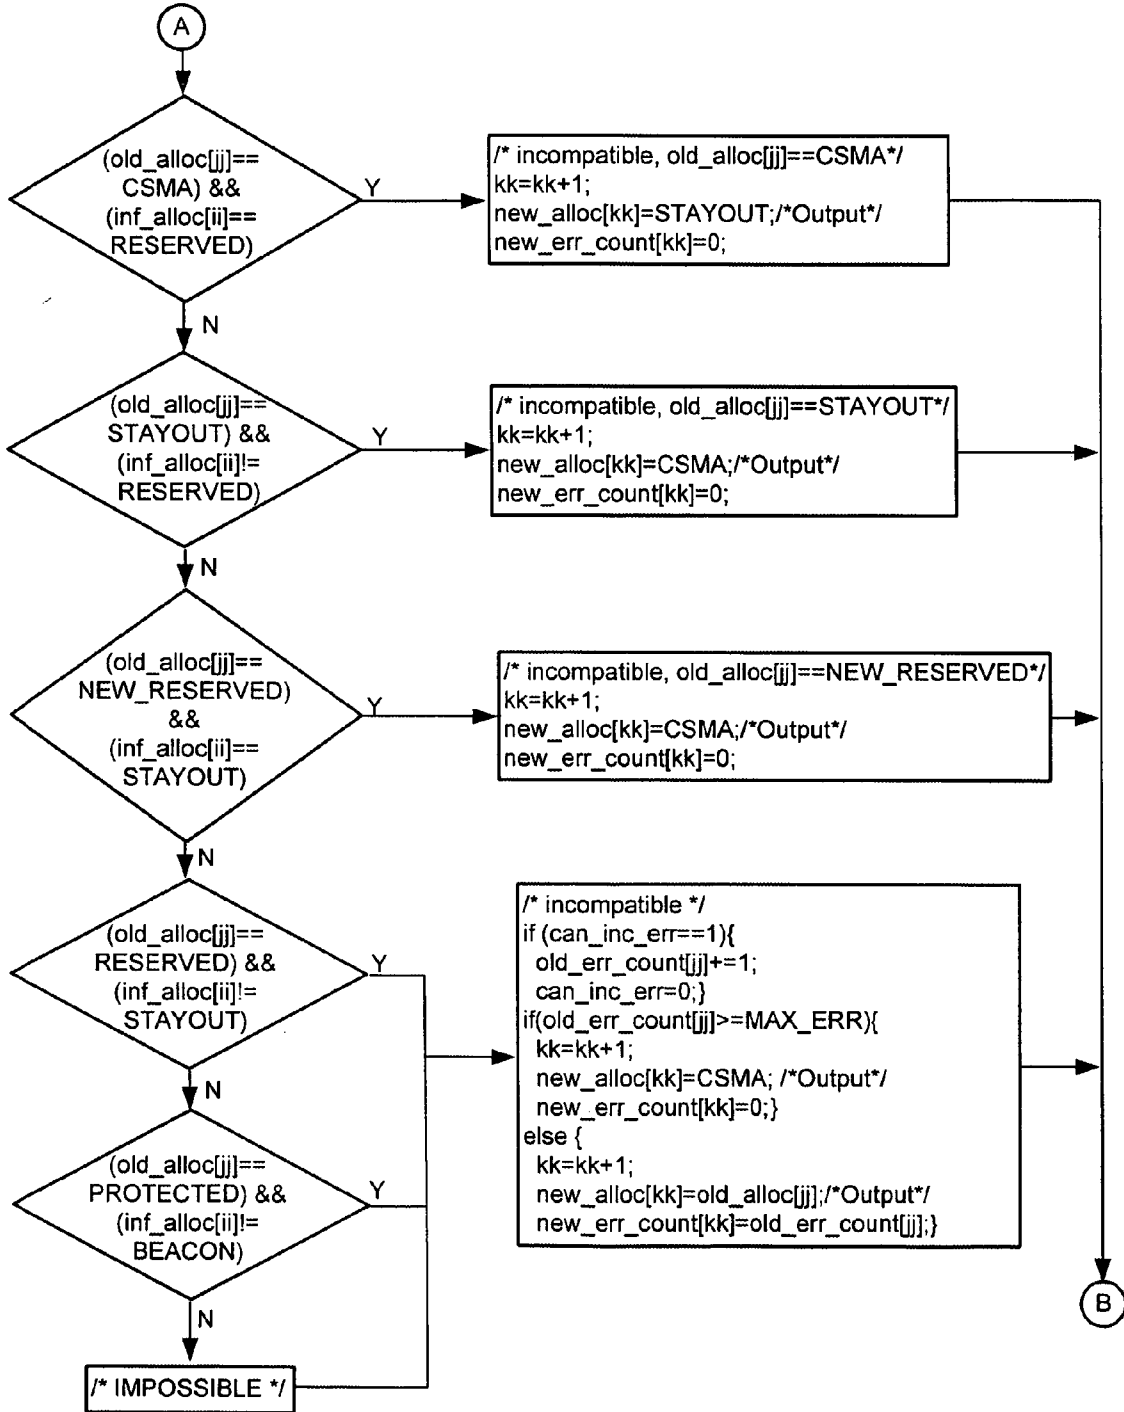 A
(old_alloc[jj]==
CSMA) &&
(inf_alloc[ii]==
RESERVED)
Y
/* incompatible, old_alloc[jj]==CSMA*/
kk=kk+1;
new_alloc[kk]=STAYOUT;/*Output*/
new_err_count[kk]=0;
N
(old_alloc[jj]==
STAYOUT) &&
(inf_alloc[ii]!=
RESERVED)
Y
/* incompatible, old_alloc[jj]==STAYOUT*/
kk=kk+1;
new_alloc[kk]=CSMA;/*Output*/
new_err_count[kk]=0;
N
(old_alloc[jj]==
NEW_RESERVED)
&&
(inf_alloc[ii]==
STAYOUT)
Y
/* incompatible, old_alloc[jj]==NEW_RESERVED*/
kk=kk+1;
new_alloc[kk]=CSMA;/*Output*/
new_err_count[kk]=0;
N
(old_alloc[jj]==
RESERVED) &&
(inf_alloc[ii]!=
STAYOUT)
Y
/* incompatible */
if (can_inc_err==1){
old_err_count[jj]+=1;
can_inc_err=0;}
if(old_err_count[jj]>=MAX_ERR){
kk=kk+1;
new_alloc[kk]=CSMA; /*Output*/
new_err_count[kk]=0;}
else {
kk=kk+1;
new_alloc[kk]=old_alloc[jj];/*Output*/
new_err_count[kk]=old_err_count[jj];}
N
(old_alloc[jj]==
PROTECTED) &&
(inf_alloc[ii]!=
BEACON)
Y
B
N
/* IMPOSSIBLE */